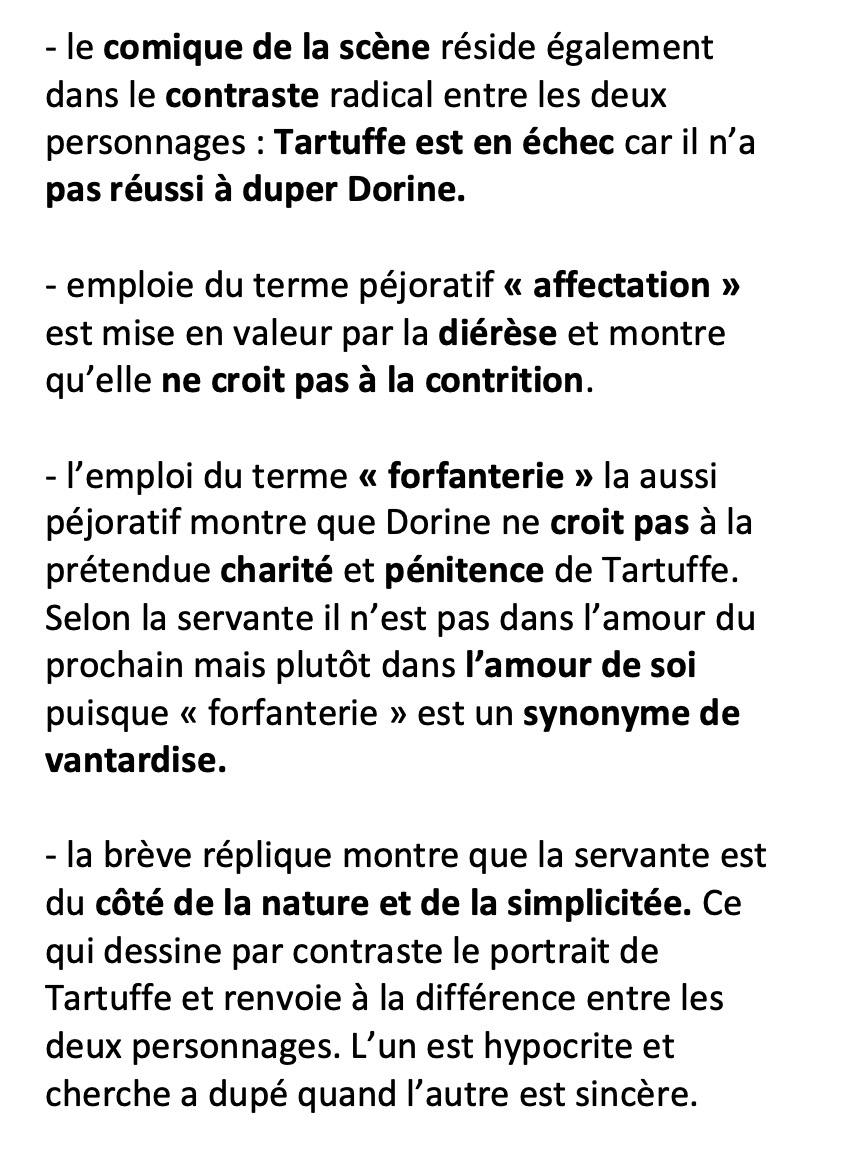 - le comique de la scène réside également
dans le contraste radical entre les deux
personnages : Tartuffe est en échec car il n’a
pas réussi à duper Dorine.
- emploie du terme péjoratif « affectation »
est mise en valeur par la diérèse et montre
qu’elle ne croit pas à la contrition.
- l’emploi du terme « forfanterie » la aussi
péjoratif montre que Dorine ne croit pas à la
prétendue charité et pénitence de Tartuffe.
Selon la servante il n’est pas dans l’amour du
prochain mais plutôt dans l’amour de soi
puisque « forfanterie » est un synonyme de
vantardise.
- la brève réplique montre que la servante est
du côté de la nature et de la simplicitée. Ce
qui dessine par contraste le portrait de
Tartuffe et renvoie à la différence entre les
deux personnages. L’un est hypocrite et
cherche a dupé quand l’autre est sincère.